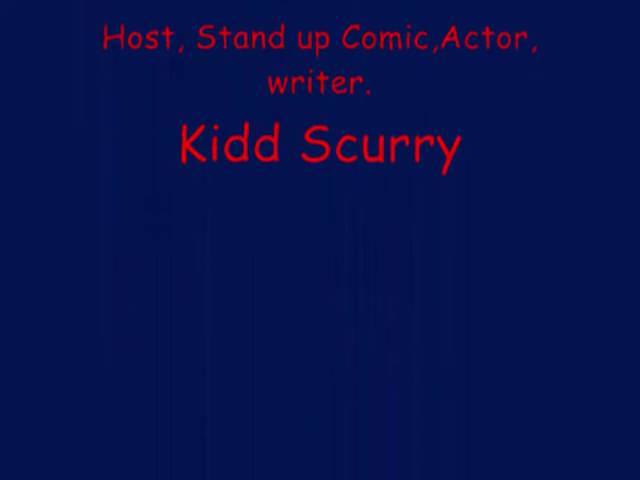 Host, Stand up Comic,Actor,
writer.
Kidd Scurry